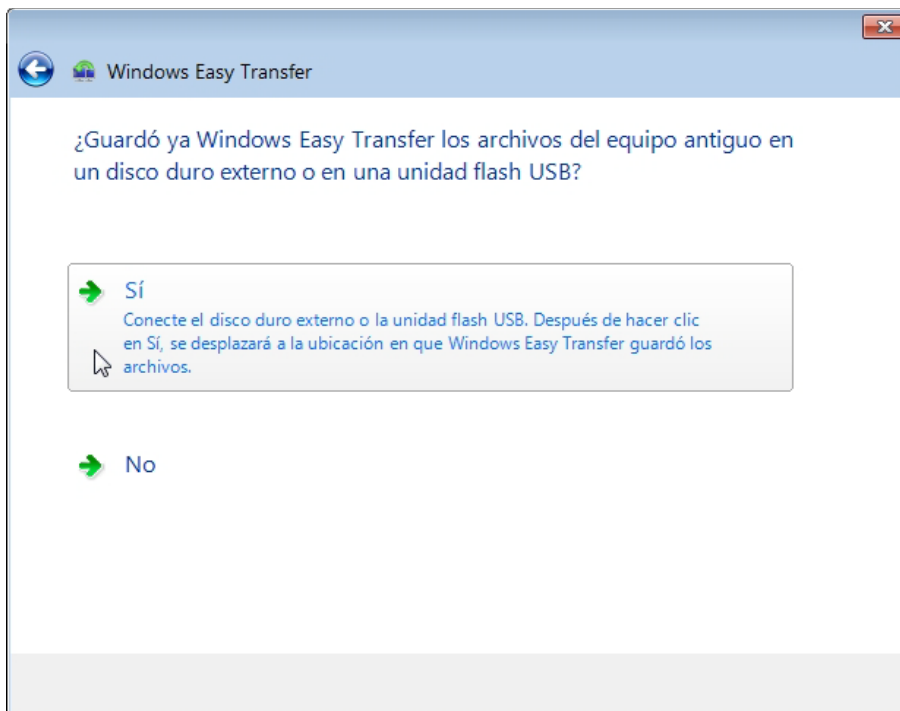 Windows Easy Transfer
¿Guardó ya Windows Easy Transfer los archivos del equipo antiguo en
un disco duro externo o en una unidad flash USB?
Sí
Conecte el disco duro externo o la unidad flash USB. Después de hacer clic
en Sí, se desplazará a la ubicación en que Windows Easy Transfer guardó los
archivos.
No